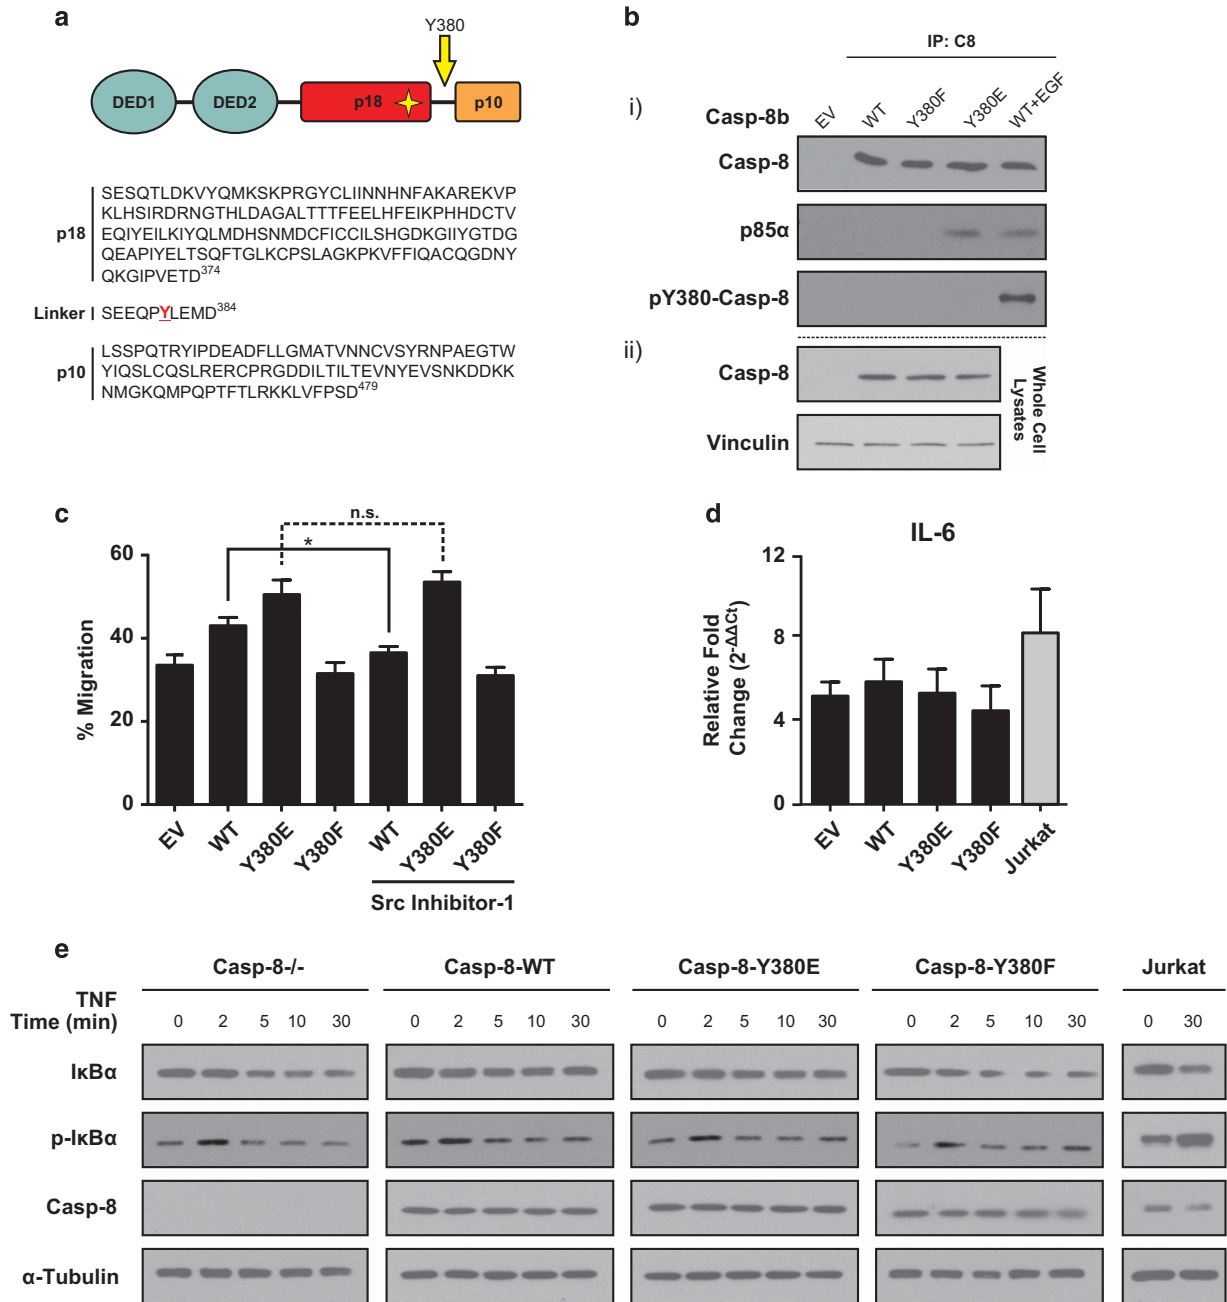 a
Y380
DED1
DED2
p18
p10
p18
SESQTLDKVYQMKSKPRGYCLIINNHNFAKAREKVP
KLHSIRDRNGTHLDAGALTTTFEELHFEIKPHHDCTV
EQIYEILKIYQLMDHSNMDCFICCILSHGDKGIIYGTDG
QEAPIYELTSQFTGLKCPSLAGKPKVFFIQACQGDNY
QKGIPVETD374
Linker
SEEQPYLEMD384
p10
LSSPQTRYIPDEADFLLGMATVNNCVSYRNPAEGTW
YIQSLCQSLRERCPRGDDILTILTEVNYEVSNKDDKK
NMGKQMPQPTFTLRKKLVFPSD479
b
IP: C8
i)
Casp-8b
EV WT Y380F Y380E WT+EGF
Casp-8
p85α
pY380-Casp-8
ii)
Casp-8
Vinculin
Whole Cell
Lysates
c
n.s.
*
% Migration
60
40
20
0
EV WT Y380E Y380F WT Y380E Y380F
Src Inhibitor-1
d
IL-6
Relative Fold
Change (2-ΔΔCt)
12
8
4
0
EV WT Y380E Y380F Jurkat
e
Casp-8-/- Casp-8-WT Casp-8-Y380E Casp-8-Y380F Jurkat
TNF
Time (min)
0 2 5 10 30 0 2 5 10 30 0 2 5 10 30 0 2 5 10 30 0 30
IκBα
p-IκBα
Casp-8
α-Tubulin